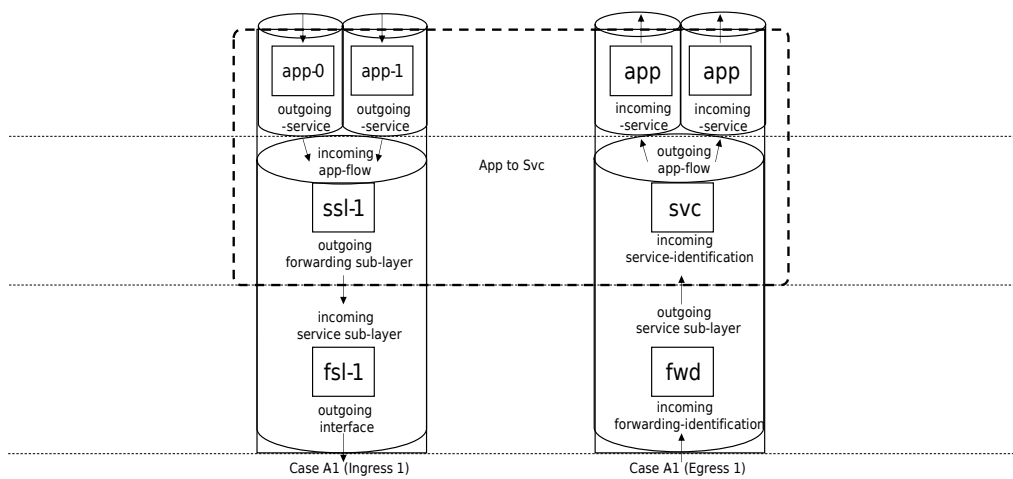 app-0
app-1
app
app
outgoing
-service
outgoing
-service
incoming
-service
incoming
-service
incoming
app-flow
App to Svc
outgoing
app-flow
ssl-1
svc
outgoing
forwarding sub-layer
incoming
service-identification
incoming
service sub-layer
outgoing
service sub-layer
fsl-1
fwd
outgoing
interface
incoming
forwarding-identification
Case A1 (Ingress 1)
Case A1 (Egress 1)